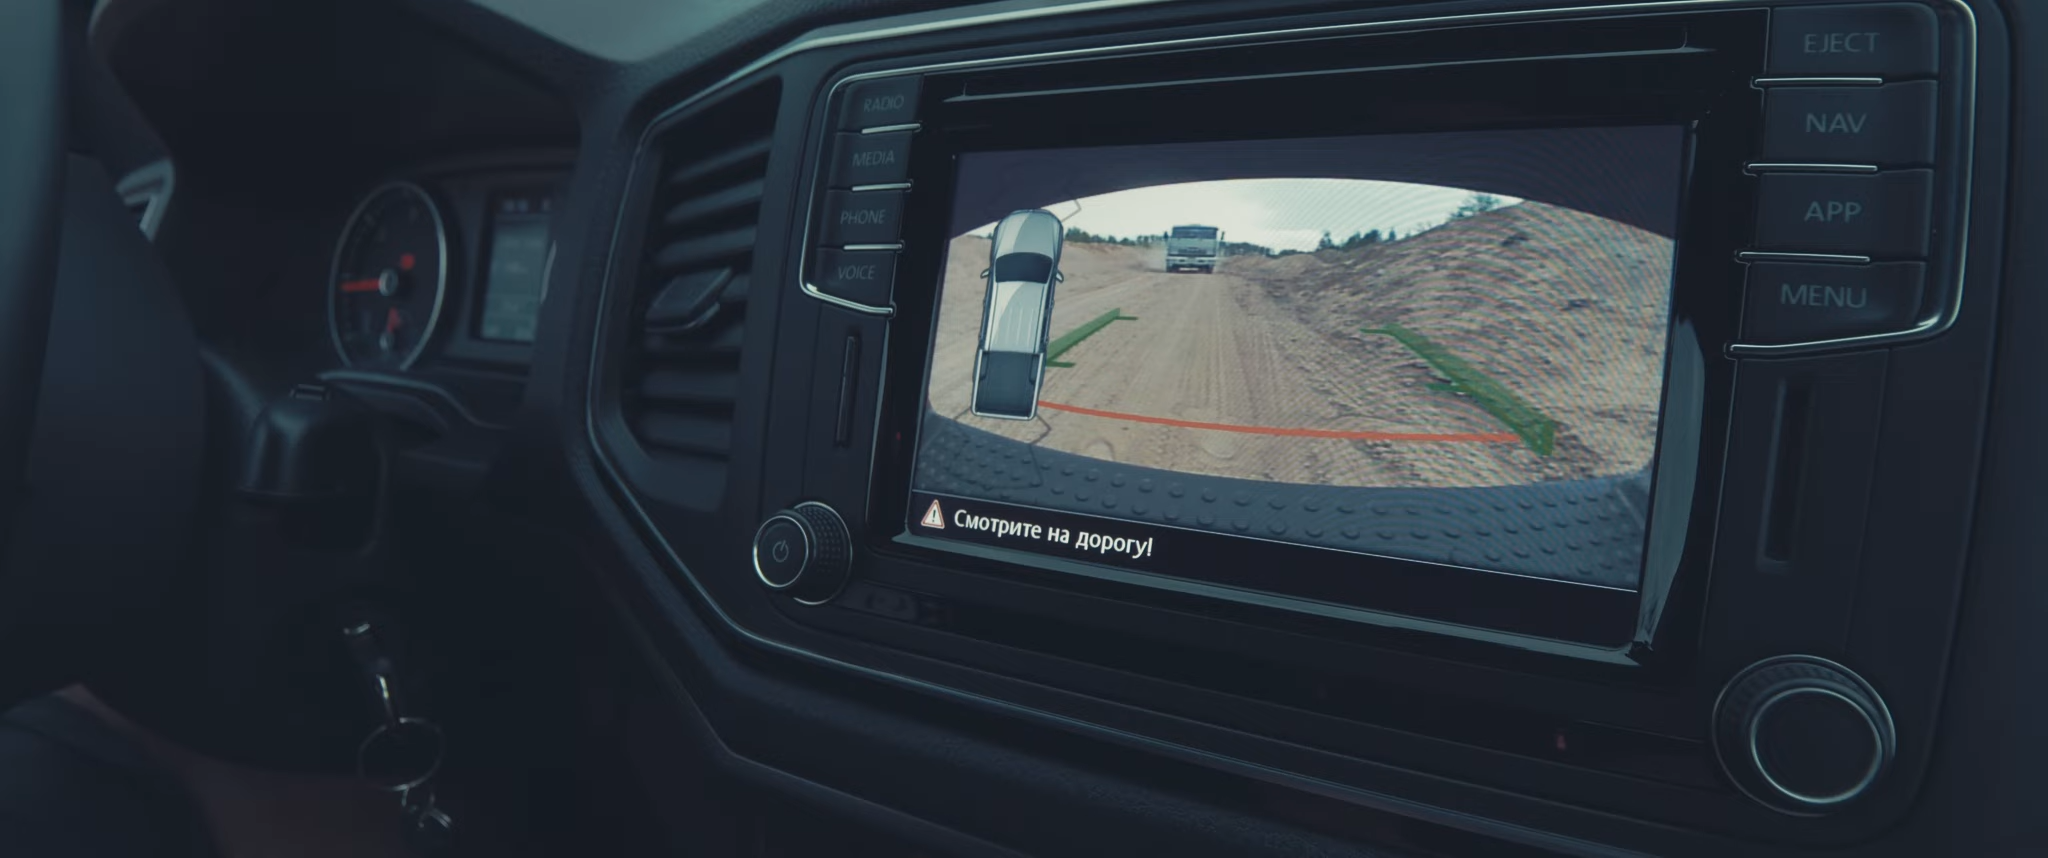 RADIO
MEDIA
PHONE
VOICE
EJECT
NAV
APP
MENU
Смотрите на дорогу!